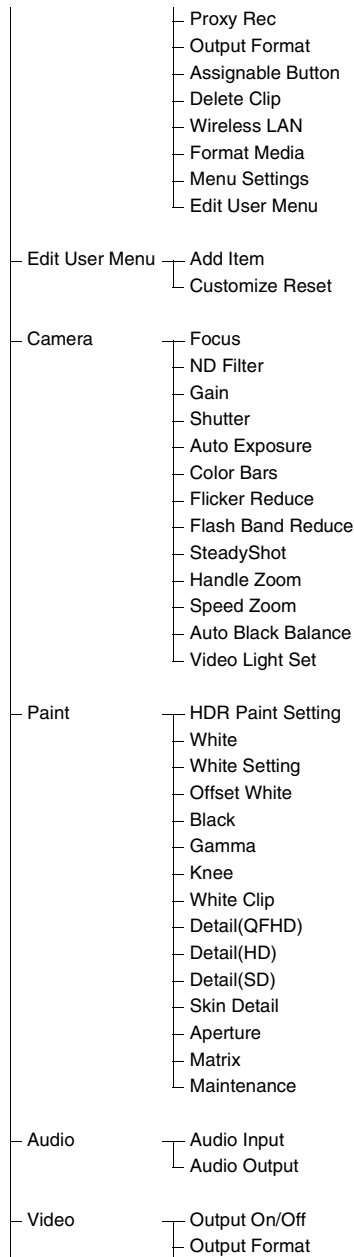 Proxy Rec
Output Format
Assignable Button
Delete Clip
Wireless LAN
Format Media
Menu Settings
Edit User Menu
Edit User Menu Add Item
Customize Reset
Camera Focus
ND Filter
Gain
Shutter
Auto Exposure
Color Bars
Flicker Reduce
Flash Band Reduce
SteadyShot
Handle Zoom
Speed Zoom
Auto Black Balance
Video Light Set
Paint HDR Paint Setting
White
White Setting
Offset White
Black
Gamma
Knee
White Clip
Detail(QFHD)
Detail(HD)
Detail(SD)
Skin Detail
Aperture
Matrix
Maintenance
Audio Audio Input
Audio Output
Video Output On/Off
Output Format